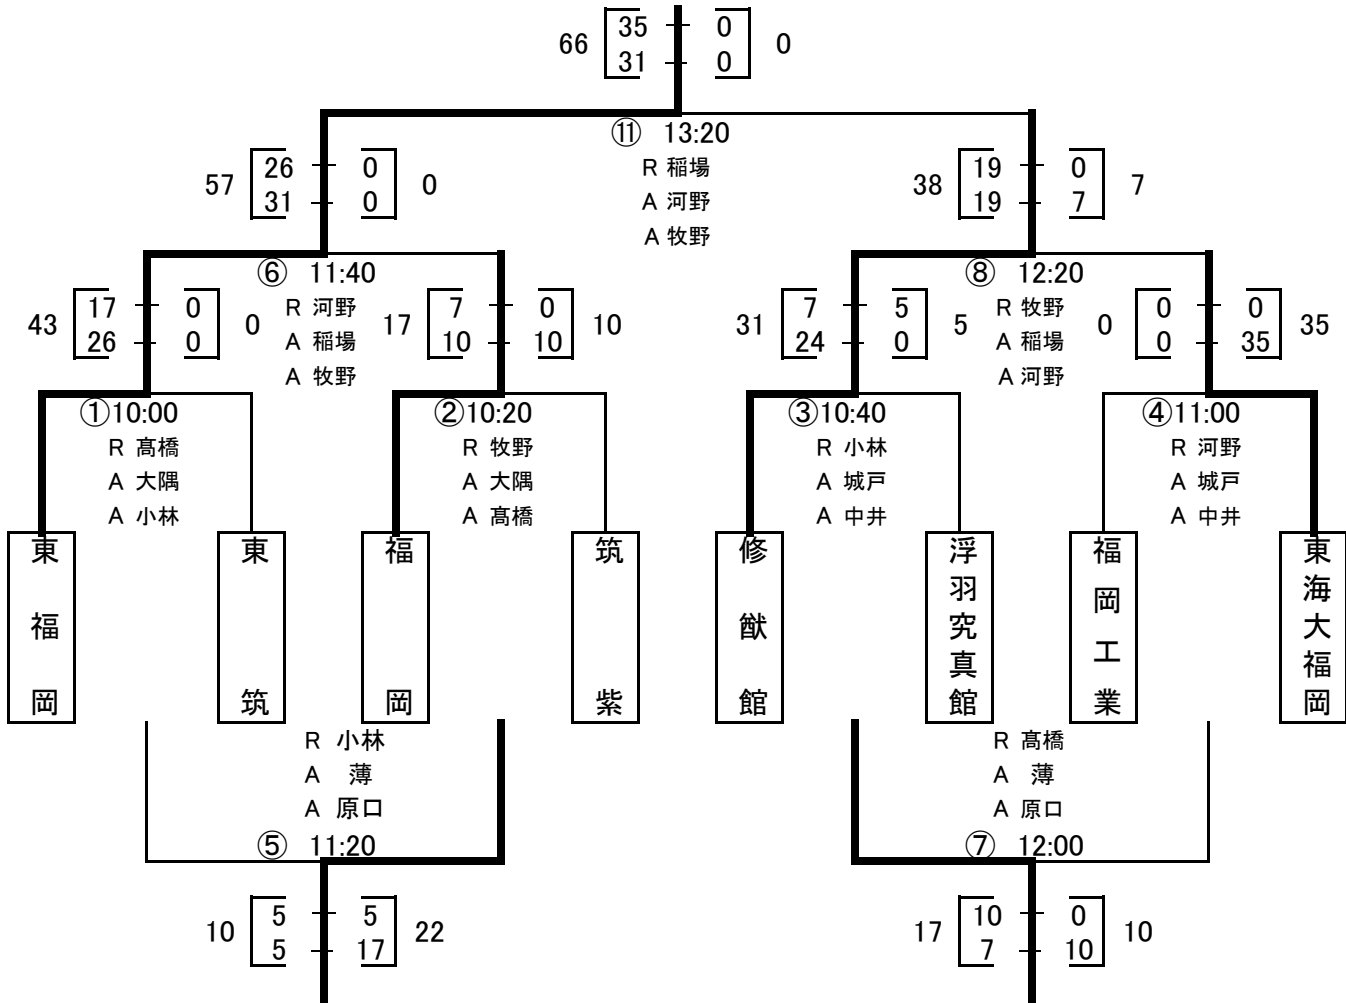 35 0
66 0
31 0
⑪ 13:20
R 稲場
A 河野
A 牧野
26 0
57 0
31 0
19 0
38 7
19 7
⑥ 11:40
R 河野
A 稲場
A 牧野
⑧ 12:20
R 牧野
A 稲場
A 河野
17 0
43 0
26 0
7 0
17 10
10 10
7 5
31 5
24 0
0 0
0 35
0 35
①10:00
R 髙橋
A 大隅
A 小林
②10:20
R 牧野
A 大隅
A 髙橋
③10:40
R 小林
A 城戸
A 中井
④11:00
R 河野
A 城戸
A 中井
東福岡
東筑
福岡
筑紫
修猷館
浮羽究真館
福岡工業
東海大福岡
R 小林
A 薄
A 原口
⑤ 11:20
R 髙橋
A 薄
A 原口
⑦ 12:00
5 5
10 22
5 17
10 0
17 10
7 10